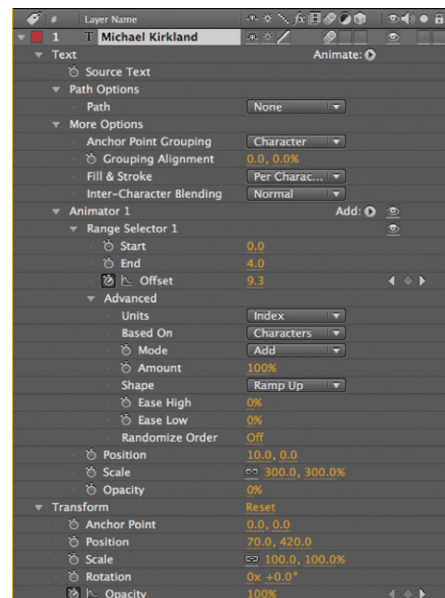 # Layer Name
1 T Michael Kirkland
Text Animate:
Source Text
Path Options
Path None
More Options
Anchor Point Grouping Character
Grouping Alignment 0.0, 0.0%
Fill & Stroke Per Charac...
Inter-Character Blending Normal
Animator 1 Add:
Range Selector 1
Start 0.0
End 4.0
Offset 9.3
Advanced
Units Index
Based On Characters
Mode Add
Amount 100%
Shape Ramp Up
Ease High 0%
Ease Low 0%
Randomize Order Off
Position 10.0, 0.0
Scale 300.0, 300.0%
Opacity 0%
Transform Reset
Anchor Point 0.0, 0.0
Position 70.0, 420.0
Scale 100.0, 100.0%
Rotation 0x +0.0°
Opacity 100%